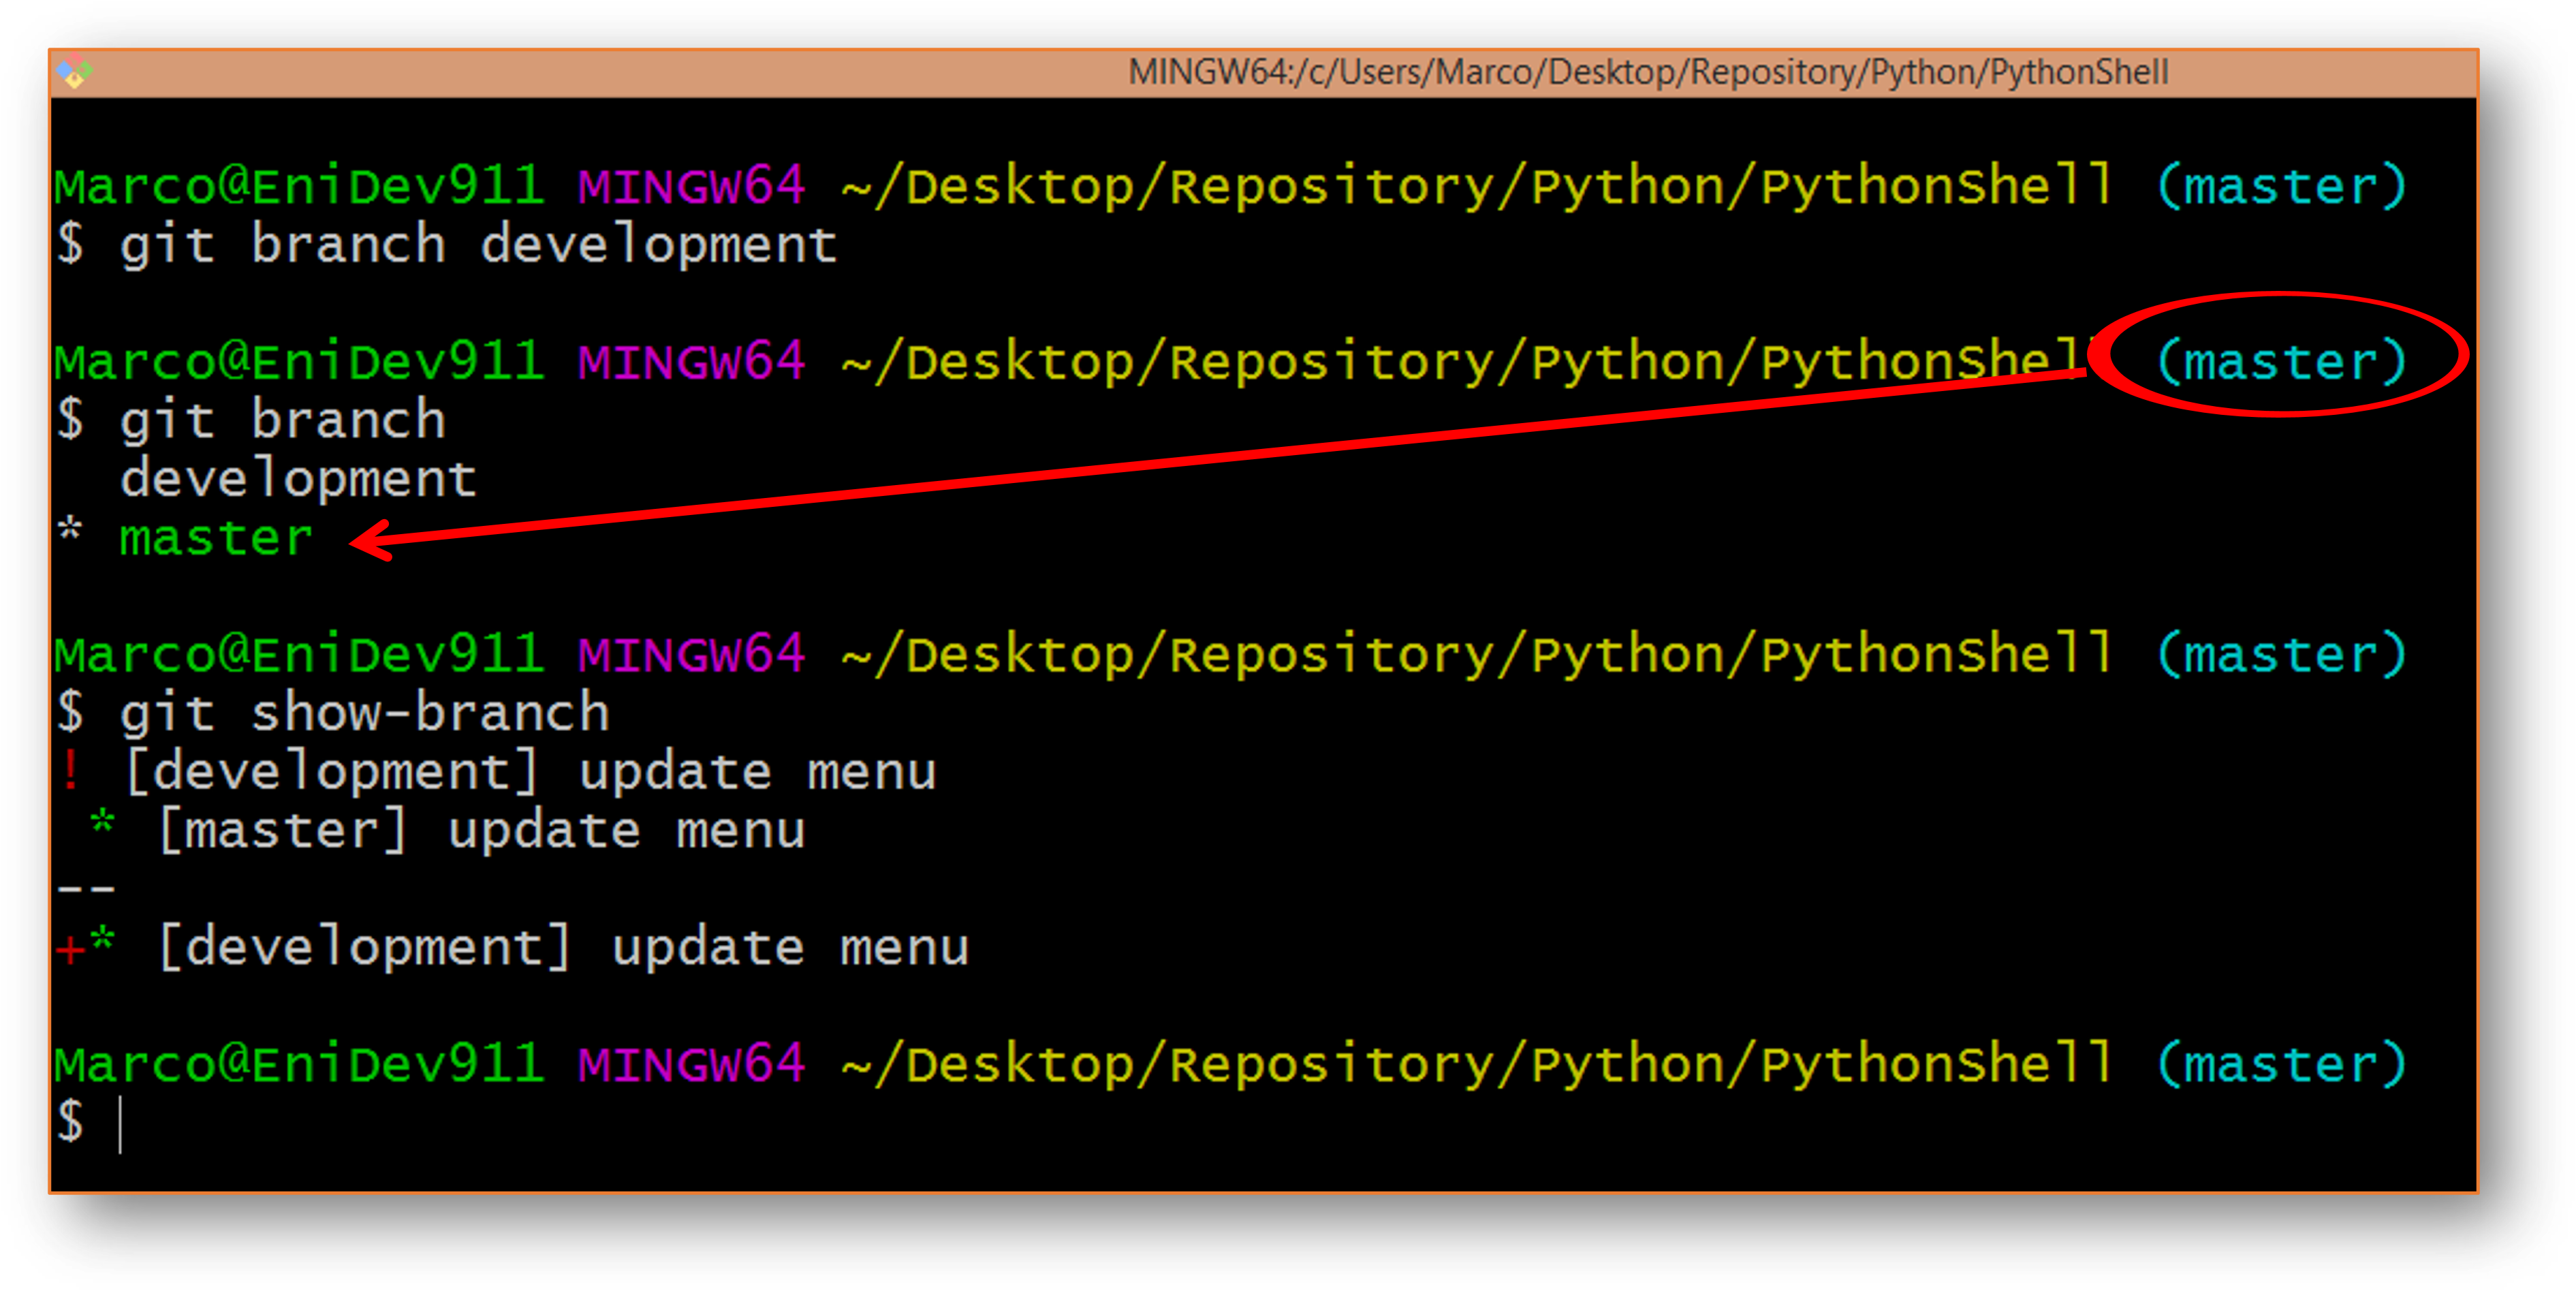 MINGW64:/c/Users/Marco/Desktop/Repository/Python/PythonShell
Marco@EniDev911 MINGW64 ~/Desktop/Repository/Python/PythonShell (master)
$ git branch development
Marco@EniDev911 MINGW64 ~/Desktop/Repository/Python/PythonShell (master)
$ git branch
  development
* master
Marco@EniDev911 MINGW64 ~/Desktop/Repository/Python/PythonShell (master)
$ git show-branch
! [development] update menu
 * [master] update menu
--
+* [development] update menu
Marco@EniDev911 MINGW64 ~/Desktop/Repository/Python/PythonShell (master)
$